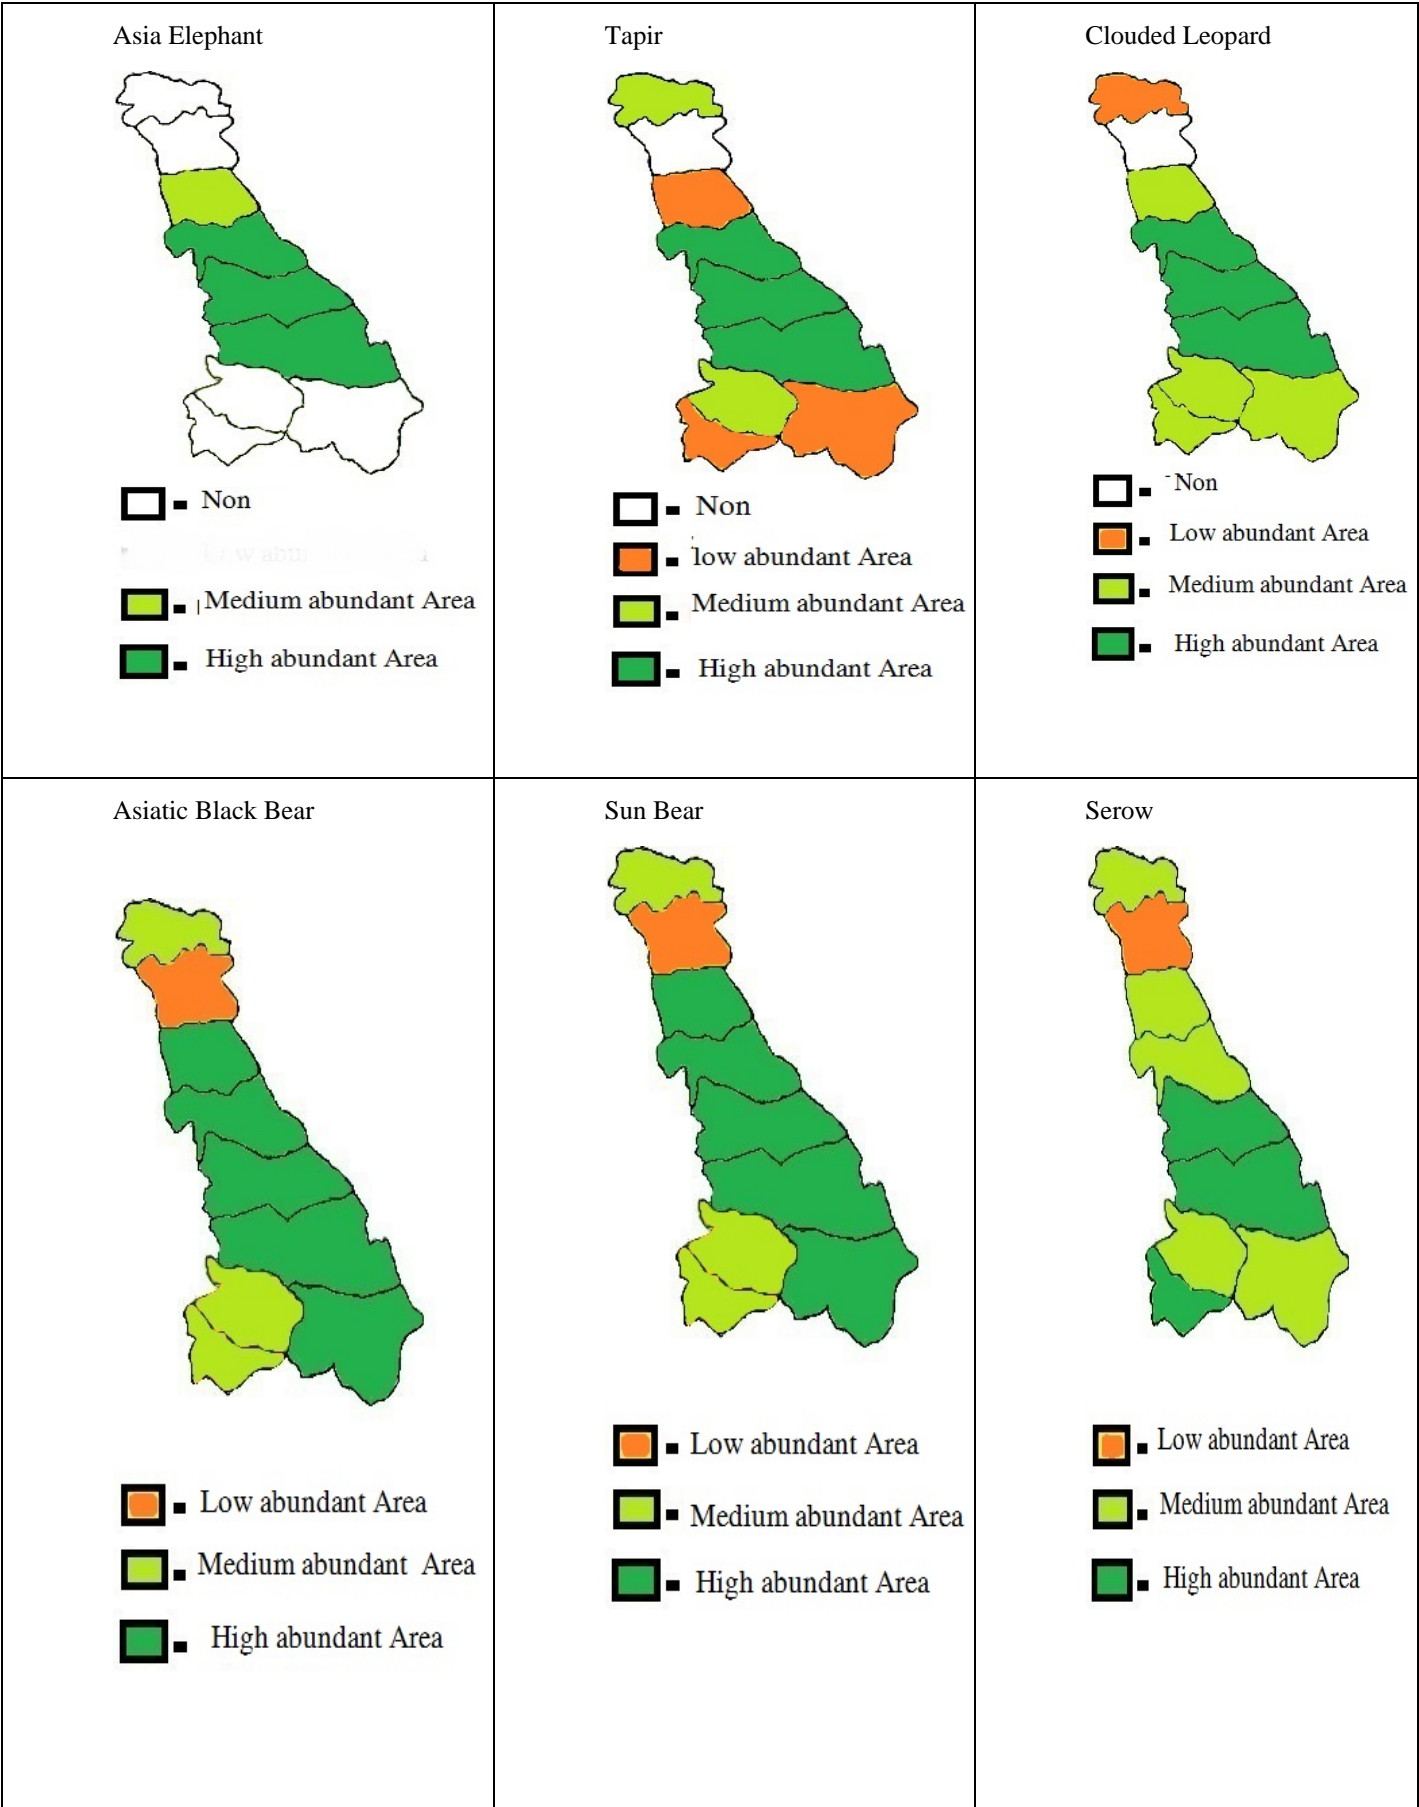 Asia Elephant
Non
Medium abundant Area
High abundant Area
Tapir
Non
low abundant Area
Medium abundant Area
High abundant Area
Clouded Leopard
Non
Low abundant Area
Medium abundant Area
High abundant Area
Asiatic Black Bear
Low abundant Area
Medium abundant Area
High abundant Area
Sun Bear
Low abundant Area
Medium abundant Area
High abundant Area
Serow
Low abundant Area
Medium abundant Area
High abundant Area